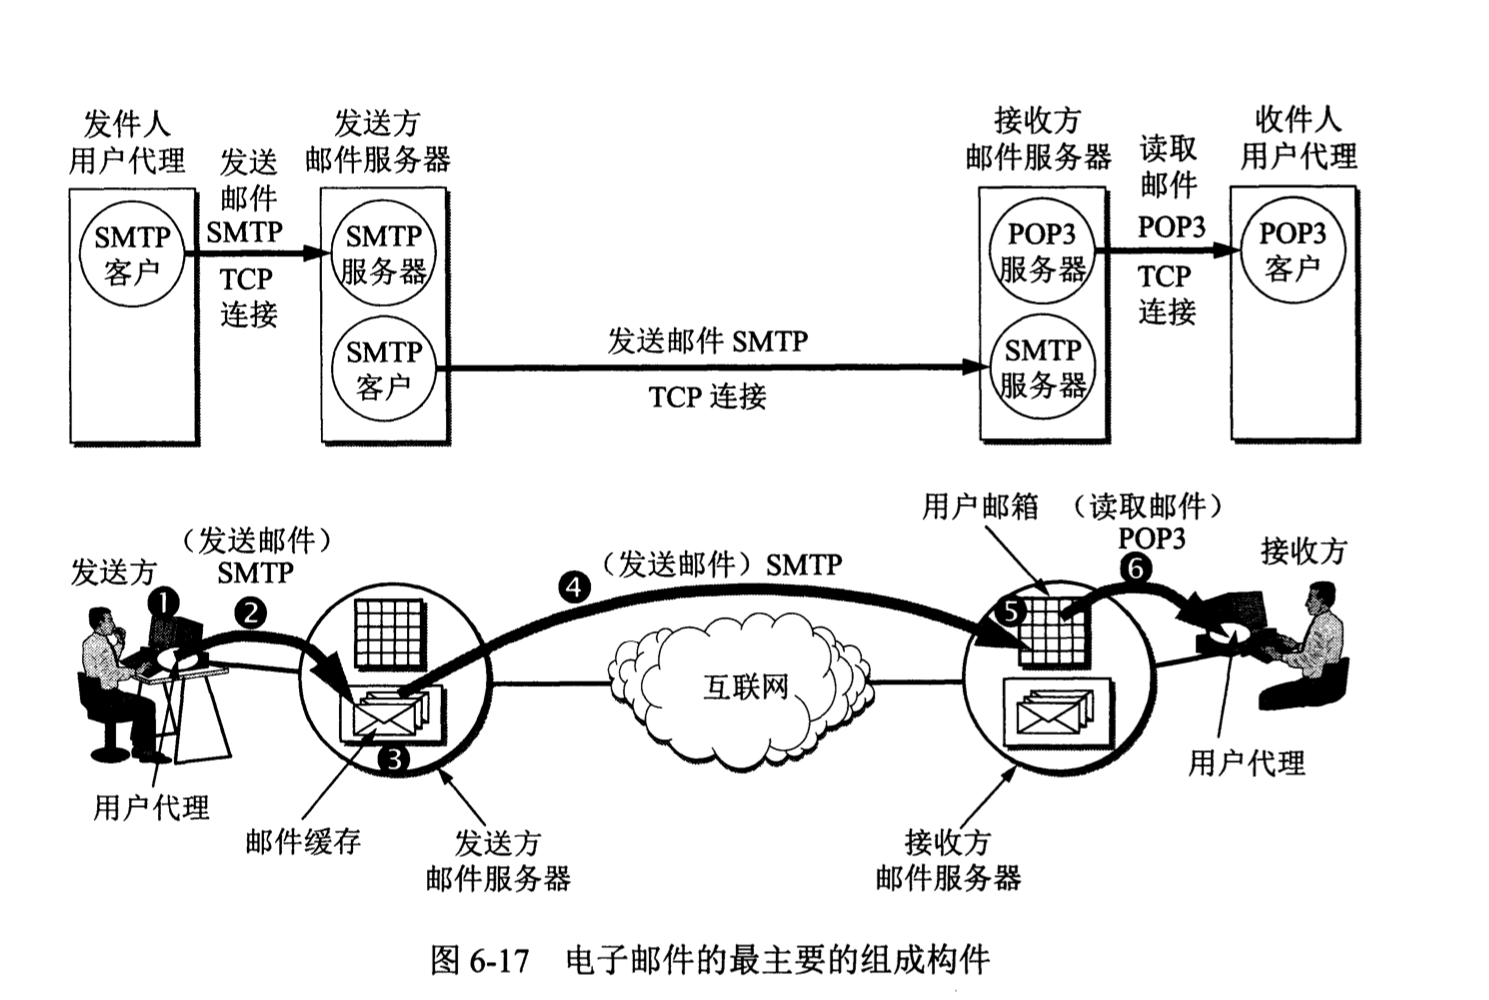 发件人
用户代理
发送
邮件
SMTP
TCP
连接
发送方
邮件服务器
SMTP
客户
SMTP
服务器
SMTP
客户
发送邮件 SMTP
TCP 连接
接收方
邮件服务器
POP3
服务器
SMTP
服务器
读取
邮件
POP3
TCP
连接
收件人
用户代理
POP3
客户
发送方
（发送邮件）
SMTP
1
2
3
（发送邮件）SMTP
4
用户邮箱
（读取邮件）
POP3
5
6
接收方
互联网
用户代理
邮件缓存
发送方
邮件服务器
接收方
邮件服务器
用户代理
图 6-17 电子邮件的最主要的组成构件